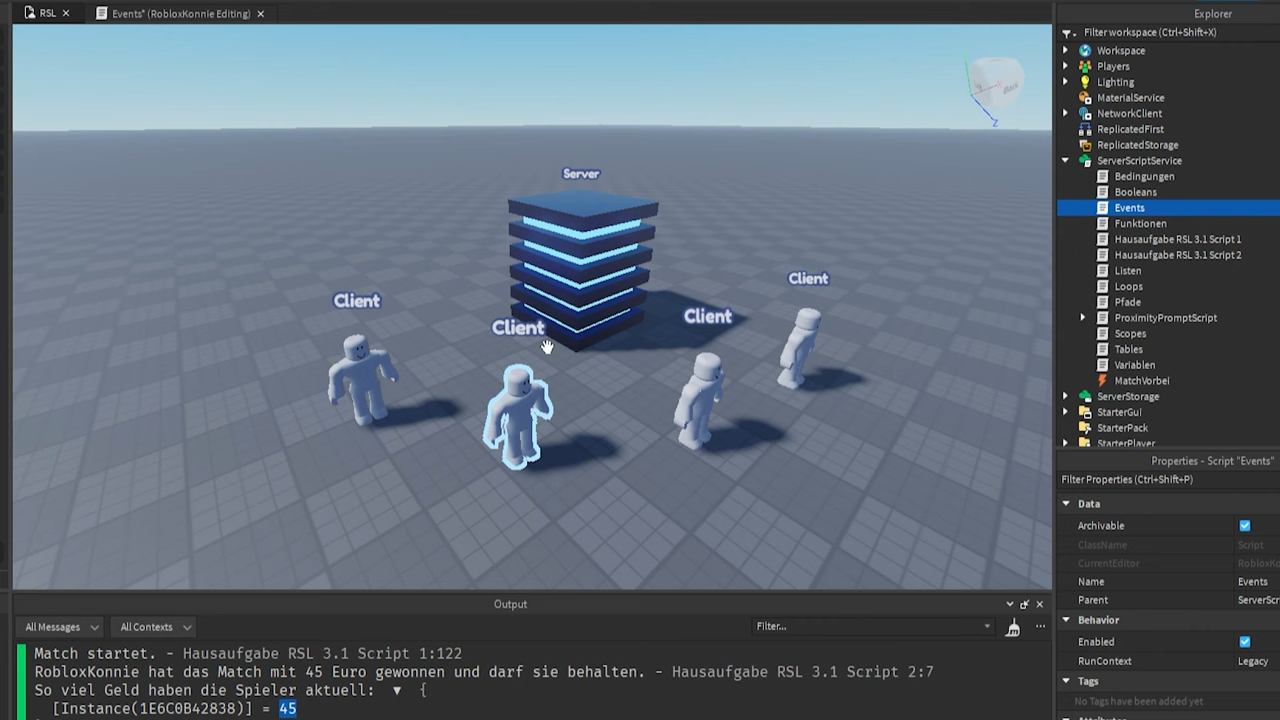 RSL
Events* (RobloxKonnie Editing)
Explorer
Filter workspace (Ctrl+Shift+X)
Workspace
Players
Lighting
MaterialService
NetworkClient
ReplicatedFirst
ReplicatedStorage
ServerScriptService
Bedingungen
Booleans
Events
Funktionen
Hausaufgabe RSL 3.1 Script 1
Hausaufgabe RSL 3.1 Script 2
Listen
Loops
Pfade
ProximityPromptScript
Scopes
Tables
Variablen
MatchVorbei
ServerStorage
StarterGui
StarterPack
StarterPlayer
Server
Client
Client
Client
Client
Back
Z
Properties - Script "Events"
Filter Properties (Ctrl+Shift+P)
Data
Archivable
ClassName Script
CurrentEditor RobloxKo
Name Events
Parent ServerScr
Behavior
Enabled
RunContext Legacy
Tags
No Tags have been added yet
Output
All Messages
All Contexts
Filter...
Match startet. - Hausaufgabe RSL 3.1 Script 1:122
RobloxKonnie hat das Match mit 45 Euro gewonnen und darf sie behalten. - Hausaufgabe RSL 3.1 Script 2:7
So viel Geld haben die Spieler aktuell: ▼ {
[Instance(1E6C0B42838)] = 45